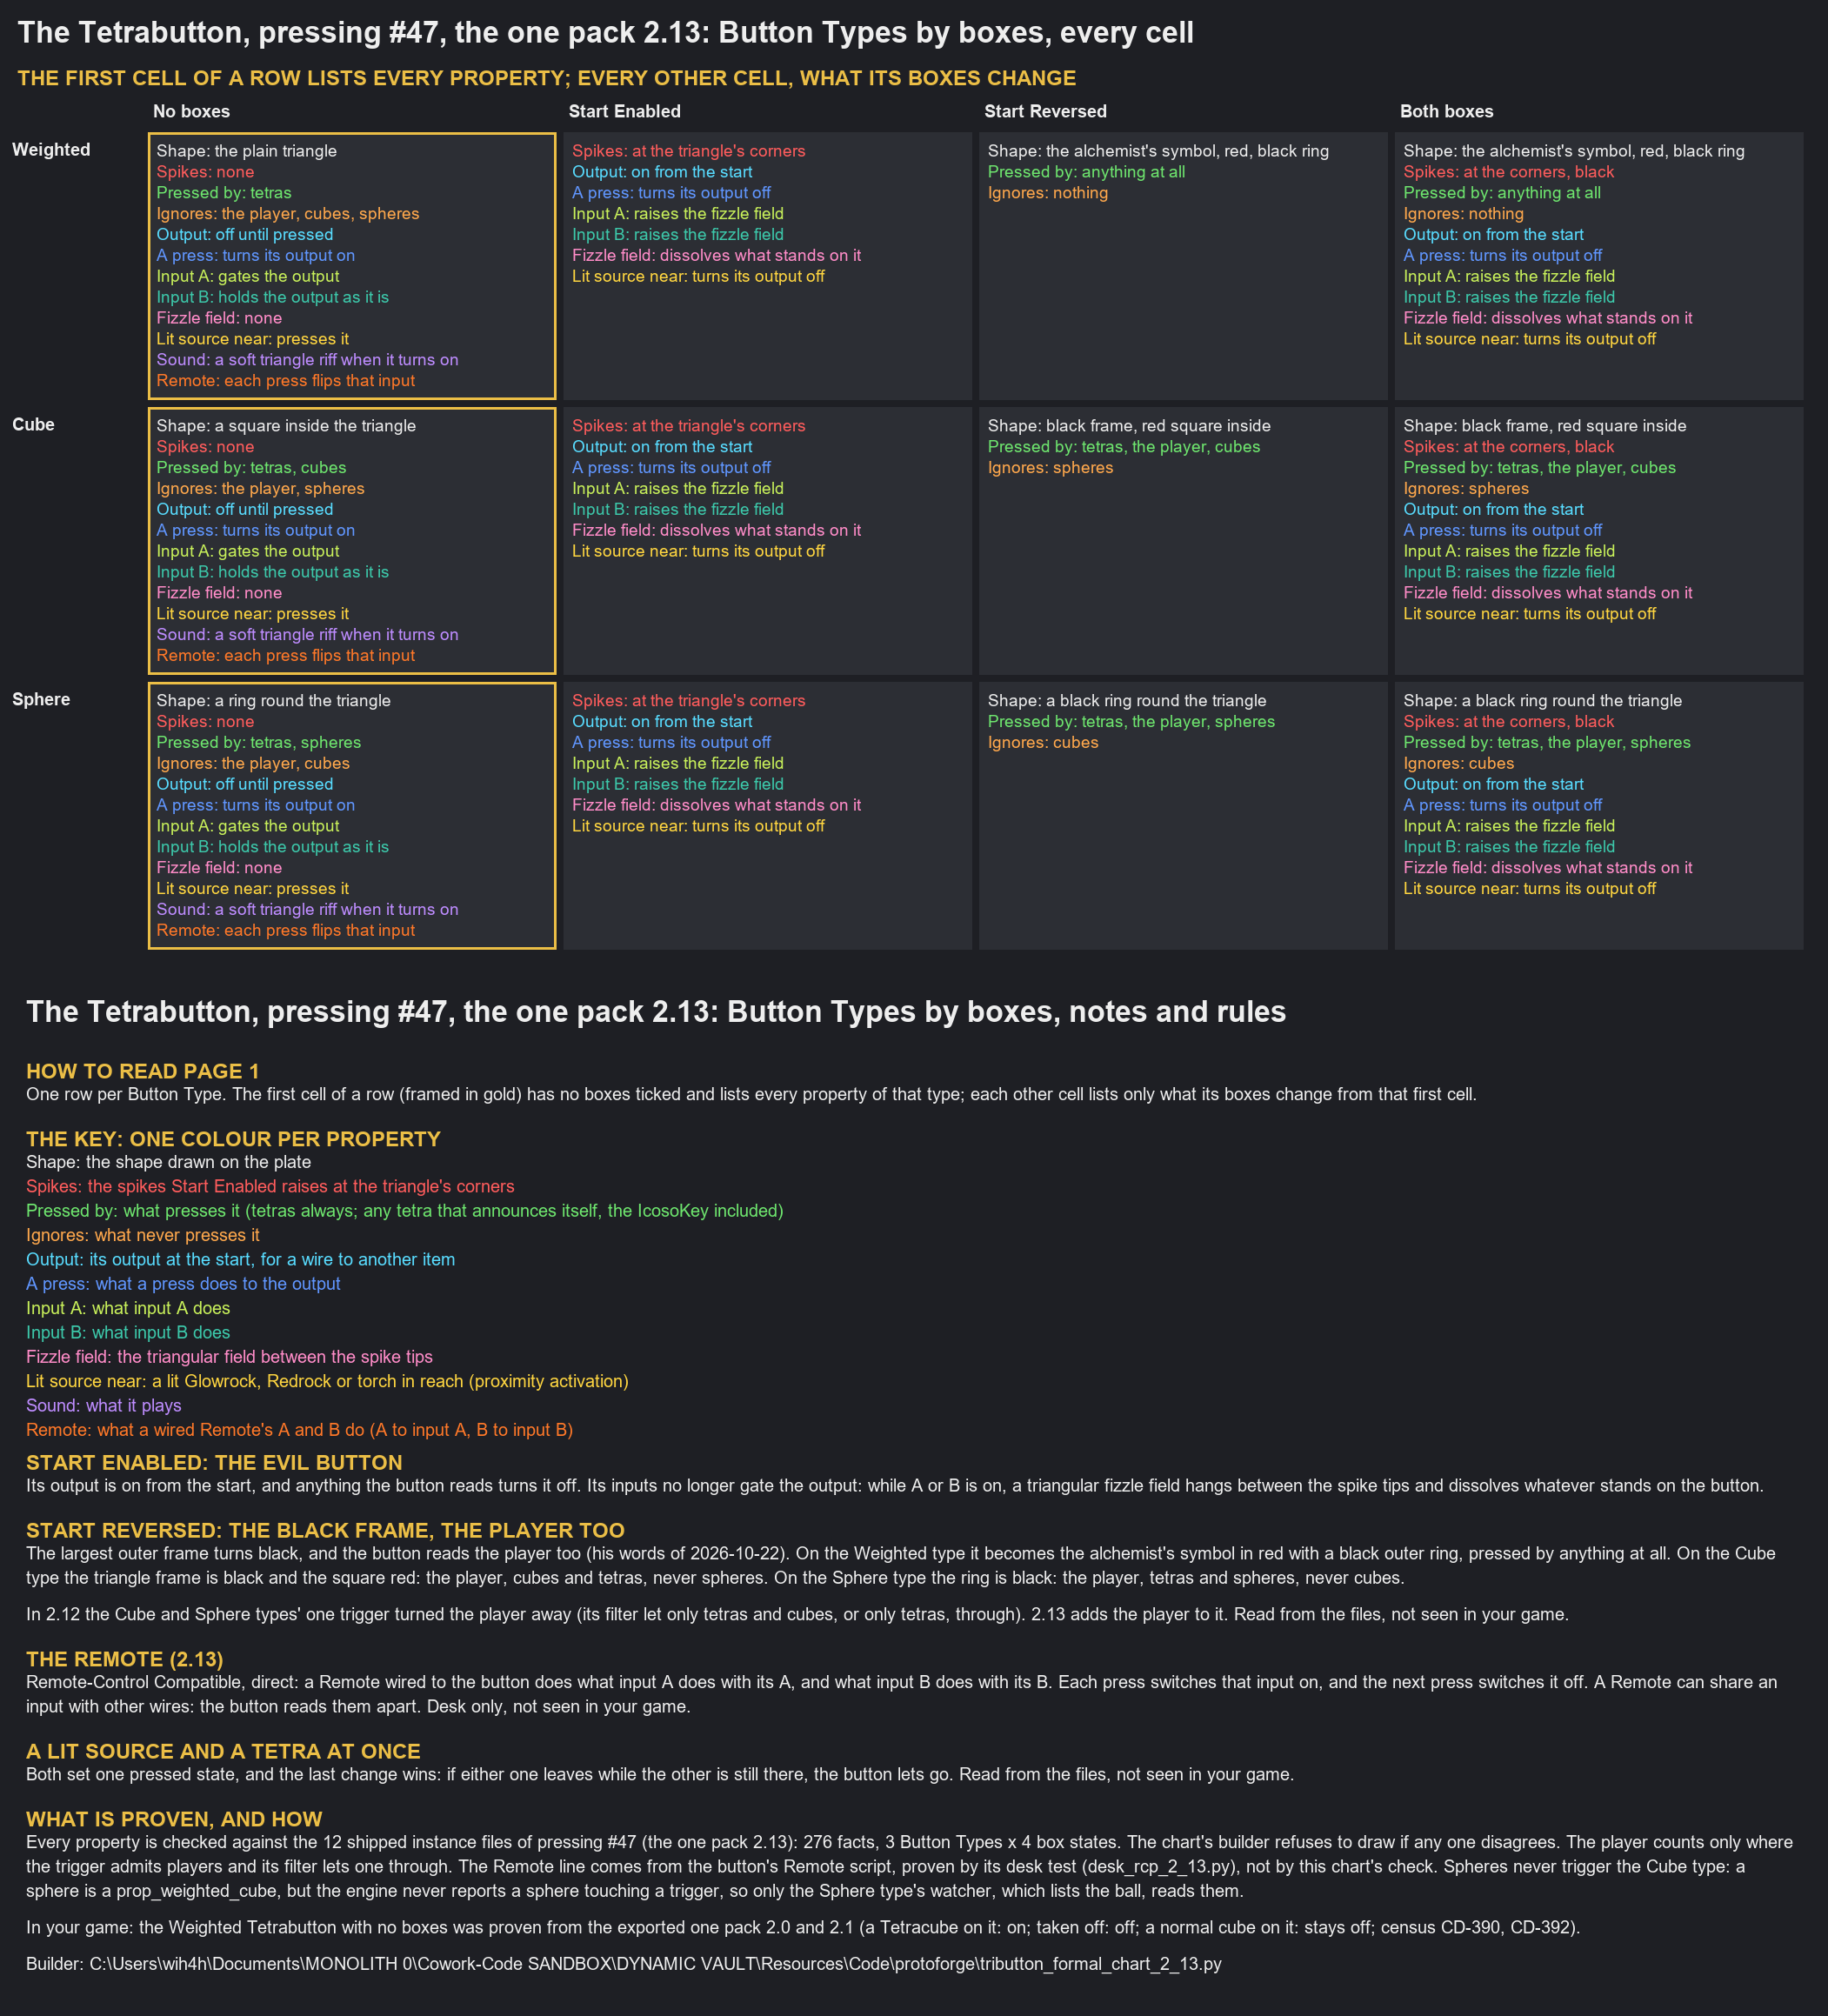 The Tetrabutton, pressing #47, the one pack 2.13: Button Types by boxes, every cell
THE FIRST CELL OF A ROW LISTS EVERY PROPERTY; EVERY OTHER CELL, WHAT ITS BOXES CHANGE
No boxes
Start Enabled
Start Reversed
Both boxes
Weighted
Shape: the plain triangle
Spikes: none
Pressed by: tetras
Ignores: the player, cubes, spheres
Output: off until pressed
A press: turns its output on
Input A: gates the output
Input B: holds the output as it is
Fizzle field: none
Lit source near: presses it
Sound: a soft triangle riff when it turns on
Remote: each press flips that input
Spikes: at the triangle's corners
Output: on from the start
A press: turns its output off
Input A: raises the fizzle field
Input B: raises the fizzle field
Fizzle field: dissolves what stands on it
Lit source near: turns its output off
Shape: the alchemist's symbol, red, black ring
Pressed by: anything at all
Ignores: nothing
Shape: the alchemist's symbol, red, black ring
Spikes: at the corners, black
Pressed by: anything at all
Ignores: nothing
Output: on from the start
A press: turns its output off
Input A: raises the fizzle field
Input B: raises the fizzle field
Fizzle field: dissolves what stands on it
Lit source near: turns its output off
Cube
Shape: a square inside the triangle
Spikes: none
Pressed by: tetras, cubes
Ignores: the player, spheres
Output: off until pressed
A press: turns its output on
Input A: gates the output
Input B: holds the output as it is
Fizzle field: none
Lit source near: presses it
Sound: a soft triangle riff when it turns on
Remote: each press flips that input
Spikes: at the triangle's corners
Output: on from the start
A press: turns its output off
Input A: raises the fizzle field
Input B: raises the fizzle field
Fizzle field: dissolves what stands on it
Lit source near: turns its output off
Shape: black frame, red square inside
Pressed by: tetras, the player, cubes
Ignores: spheres
Shape: black frame, red square inside
Spikes: at the corners, black
Pressed by: tetras, the player, cubes
Ignores: spheres
Output: on from the start
A press: turns its output off
Input A: raises the fizzle field
Input B: raises the fizzle field
Fizzle field: dissolves what stands on it
Lit source near: turns its output off
Sphere
Shape: a ring round the triangle
Spikes: none
Pressed by: tetras, spheres
Ignores: the player, cubes
Output: off until pressed
A press: turns its output on
Input A: gates the output
Input B: holds the output as it is
Fizzle field: none
Lit source near: presses it
Sound: a soft triangle riff when it turns on
Remote: each press flips that input
Spikes: at the triangle's corners
Output: on from the start
A press: turns its output off
Input A: raises the fizzle field
Input B: raises the fizzle field
Fizzle field: dissolves what stands on it
Lit source near: turns its output off
Shape: a black ring round the triangle
Pressed by: tetras, the player, spheres
Ignores: cubes
Shape: a black ring round the triangle
Spikes: at the corners, black
Pressed by: tetras, the player, spheres
Ignores: cubes
Output: on from the start
A press: turns its output off
Input A: raises the fizzle field
Input B: raises the fizzle field
Fizzle field: dissolves what stands on it
Lit source near: turns its output off
The Tetrabutton, pressing #47, the one pack 2.13: Button Types by boxes, notes and rules
HOW TO READ PAGE 1
One row per Button Type. The first cell of a row (framed in gold) has no boxes ticked and lists every property of that type; each other cell lists only what its boxes change from that first cell.
THE KEY: ONE COLOUR PER PROPERTY
Shape: the shape drawn on the plate
Spikes: the spikes Start Enabled raises at the triangle's corners
Pressed by: what presses it (tetras always; any tetra that announces itself, the IcosoKey included)
Ignores: what never presses it
Output: its output at the start, for a wire to another item
A press: what a press does to the output
Input A: what input A does
Input B: what input B does
Fizzle field: the triangular field between the spike tips
Lit source near: a lit Glowrock, Redrock or torch in reach (proximity activation)
Sound: what it plays
Remote: what a wired Remote's A and B do (A to input A, B to input B)
START ENABLED: THE EVIL BUTTON
Its output is on from the start, and anything the button reads turns it off. Its inputs no longer gate the output: while A or B is on, a triangular fizzle field hangs between the spike tips and dissolves whatever stands on the button.
START REVERSED: THE BLACK FRAME, THE PLAYER TOO
The largest outer frame turns black, and the button reads the player too (his words of 2026-10-22). On the Weighted type it becomes the alchemist's symbol in red with a black outer ring, pressed by anything at all. On the Cube
type the triangle frame is black and the square red: the player, cubes and tetras, never spheres. On the Sphere type the ring is black: the player, tetras and spheres, never cubes.
In 2.12 the Cube and Sphere types' one trigger turned the player away (its filter let only tetras and cubes, or only tetras, through). 2.13 adds the player to it. Read from the files, not seen in your game.
THE REMOTE (2.13)
Remote-Control Compatible, direct: a Remote wired to the button does what input A does with its A, and what input B does with its B. Each press switches that input on, and the next press switches it off. A Remote can share an
input with other wires: the button reads them apart. Desk only, not seen in your game.
A LIT SOURCE AND A TETRA AT ONCE
Both set one pressed state, and the last change wins: if either one leaves while the other is still there, the button lets go. Read from the files, not seen in your game.
WHAT IS PROVEN, AND HOW
Every property is checked against the 12 shipped instance files of pressing #47 (the one pack 2.13): 276 facts, 3 Button Types x 4 box states. The chart's builder refuses to draw if any one disagrees. The player counts only where
the trigger admits players and its filter lets one through. The Remote line comes from the button's Remote script, proven by its desk test (desk_rcp_2_13.py), not by this chart's check. Spheres never trigger the Cube type: a
sphere is a prop_weighted_cube, but the engine never reports a sphere touching a trigger, so only the Sphere type's watcher, which lists the ball, reads them.
In your game: the Weighted Tetrabutton with no boxes was proven from the exported one pack 2.0 and 2.1 (a Tetracube on it: on; taken off: off; a normal cube on it: stays off; census CD-390, CD-392).
Builder: C:\Users\wih4h\Documents\MONOLITH 0\Cowork-Code SANDBOX\DYNAMIC VAULT\Resources\Code\protoforge\tributton_formal_chart_2_13.py